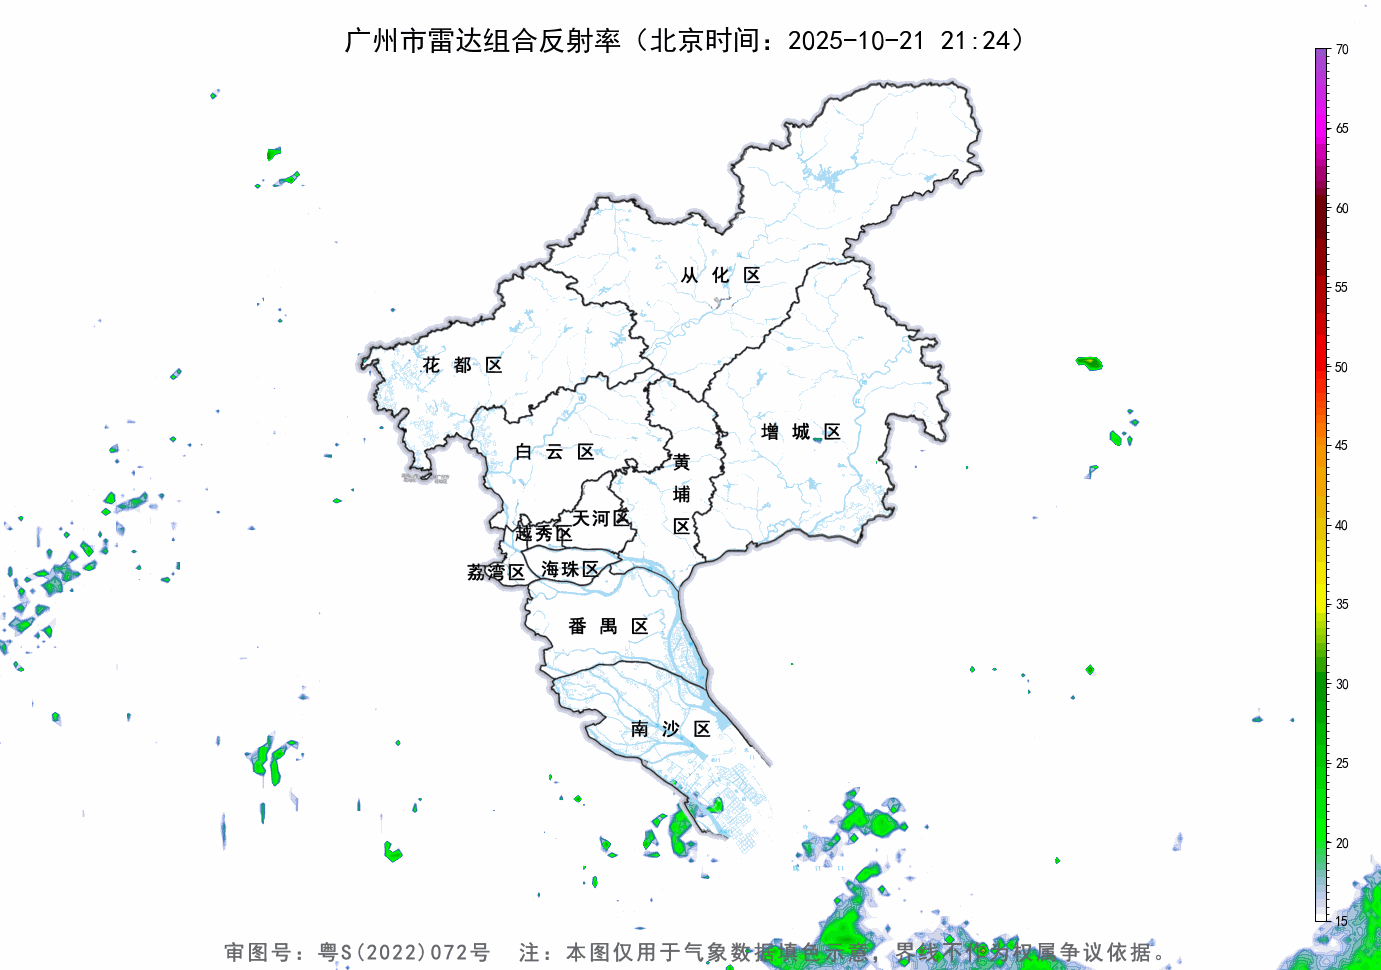 广州市雷达组合反射率（北京时间：2025-10-21 21:24）
70
65
60
55
50
45
40
35
30
25
20
15
从化区
花都区
增城区
白云区
黄埔区
天河区
越秀区
海珠区
荔湾区
番禺区
南沙区
审图号：粤S(2022)072号 注：本图仅用于气象数据填色示意，界线不作为权属争议依据。